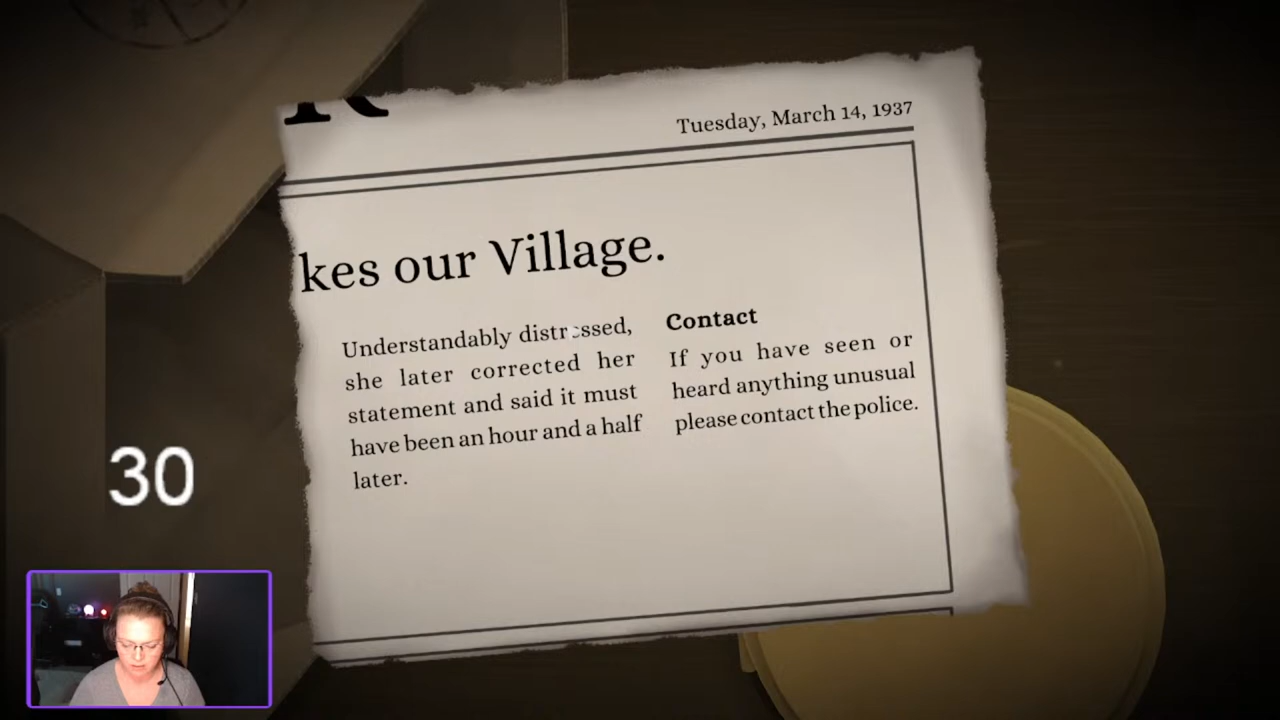 Tuesday, March 14, 1937
kes our Village.
Understandably distressed,
she later corrected her
statement and said it must
have been an hour and a half
later.
Contact
If you have seen or
heard anything unusual
please contact the police.
30